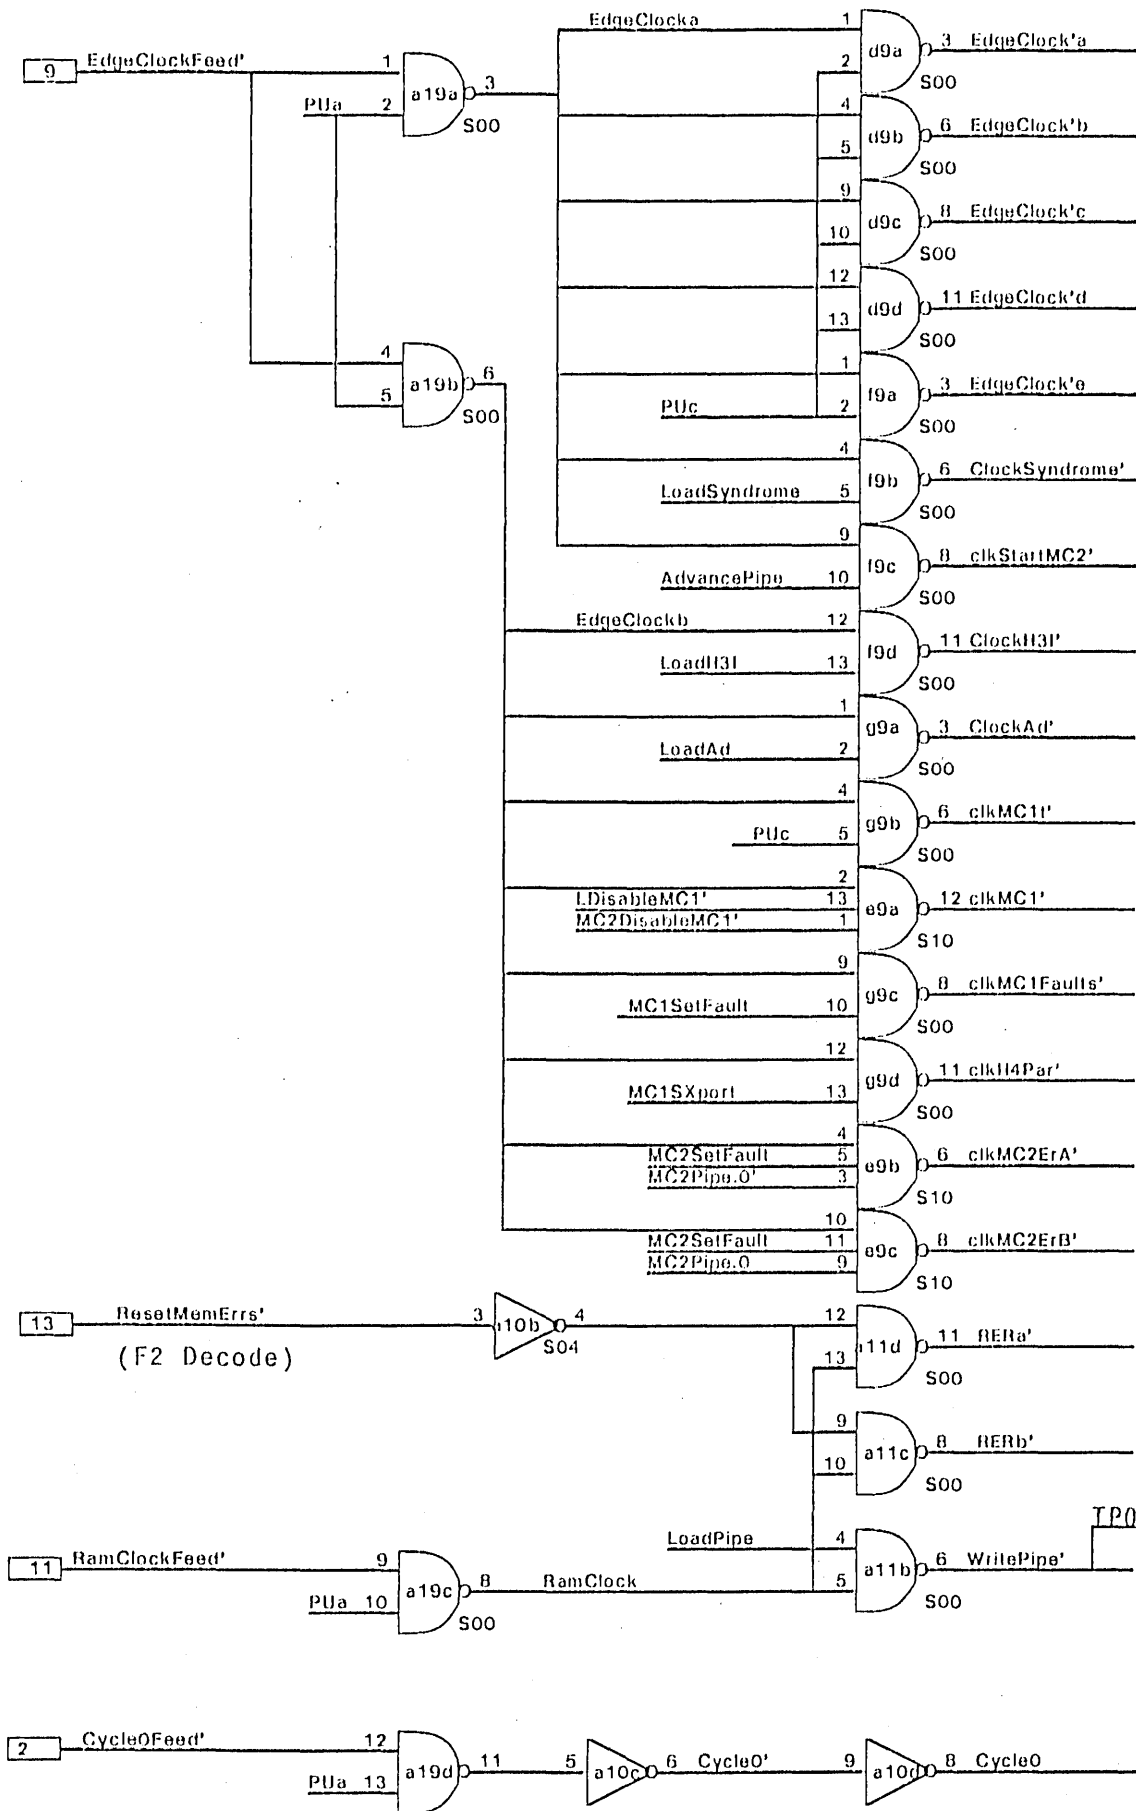 EdgeClocka 1 d9a 3 EdgeClock'a
9 EdgeClockFeed' 1 a19a 3 2 S00
PUa 2 S00 4 d9b 6 EdgeClock'b
5 S00
9 d9c 8 EdgeClock'c
10 S00
12 d9d 11 EdgeClock'd
13 S00
4 a19b 6 1 f9a 3 EdgeClock'e
5 S00 PUc 2 S00
4 f9b 6 ClockSyndrome'
LoadSyndrome 5 S00
9 f9c 8 clkStartMC2'
AdvancePipe 10 S00
EdgeClockb 12 f9d 11 ClockH3I'
LoadH3I 13 S00
1 g9a 3 ClockAd'
LoadAd 2 S00
4 g9b 6 clkMC1I'
PUc 5 S00
2
LDisableMC1' 13 e9a 12 clkMC1'
MC2DisableMC1' 1 S10
9 g9c 8 clkMC1Faults'
MC1SetFault 10 S00
12 g9d 11 clkH4Par'
MC1SXport 13 S00
4
MC2SetFault 5 e9b 6 clkMC2ErA'
MC2Pipe.0' 3 S10
10
MC2SetFault 11 e9c 8 clkMC2ErB'
MC2Pipe.0 9 S10
13 ResetMemErrs' 3 a10b 4 12 a11d 11 RERa'
(F2 Decode) S04 13 S00
9 a11c 8 RERb'
10 S00
TP0
LoadPipe 4 a11b 6 WritePipe'
11 RamClockFeed' 9 a19c 8 RamClock 5 S00
PUa 10 S00
2 Cycle0Feed' 12 a19d 11 5 a10c 6 Cycle0' 9 a10d 8 Cycle0
PUa 13